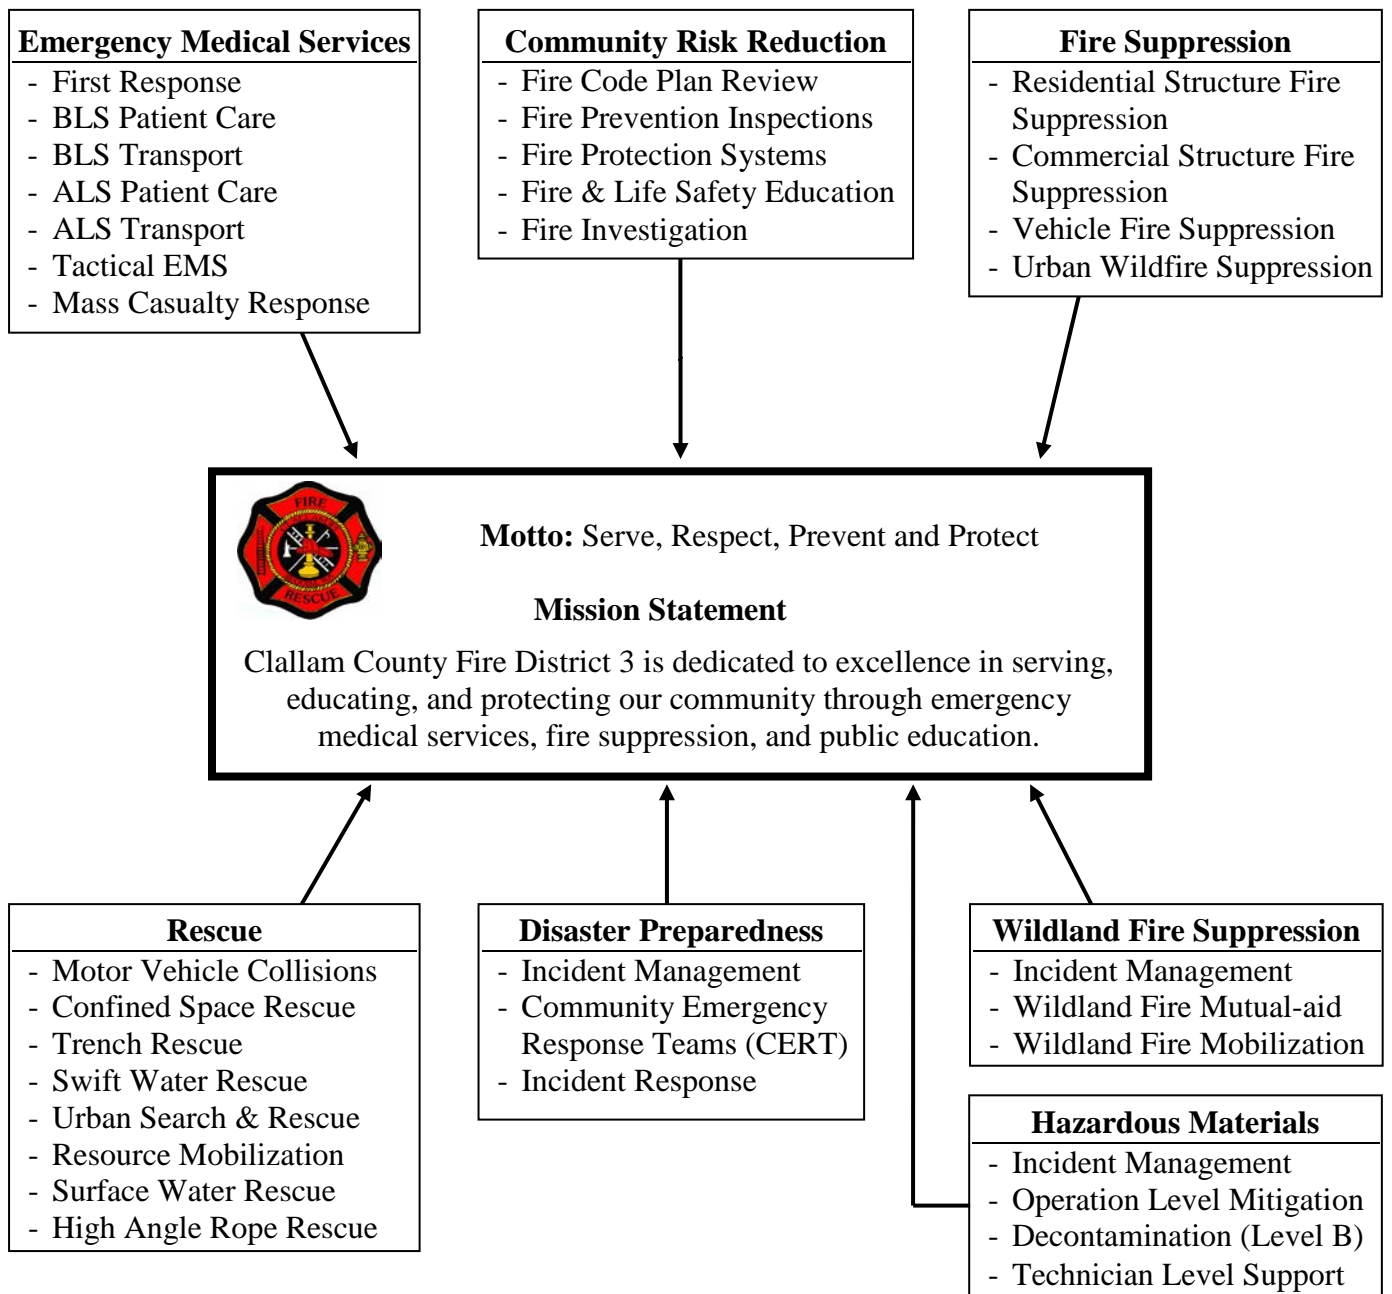 Emergency Medical Services
- First Response
- BLS Patient Care
- BLS Transport
- ALS Patient Care
- ALS Transport
- Tactical EMS
- Mass Casualty Response
Community Risk Reduction
- Fire Code Plan Review
- Fire Prevention Inspections
- Fire Protection Systems
- Fire & Life Safety Education
- Fire Investigation
Fire Suppression
- Residential Structure Fire
Suppression
- Commercial Structure Fire
Suppression
- Vehicle Fire Suppression
- Urban Wildfire Suppression
FIRE
RESCUE
Motto: Serve, Respect, Prevent and Protect
Mission Statement
Clallam County Fire District 3 is dedicated to excellence in serving,
educating, and protecting our community through emergency
medical services, fire suppression, and public education.
Rescue
- Motor Vehicle Collisions
- Confined Space Rescue
- Trench Rescue
- Swift Water Rescue
- Urban Search & Rescue
- Resource Mobilization
- Surface Water Rescue
- High Angle Rope Rescue
Disaster Preparedness
- Incident Management
- Community Emergency
Response Teams (CERT)
- Incident Response
Wildland Fire Suppression
- Incident Management
- Wildland Fire Mutual-aid
- Wildland Fire Mobilization
Hazardous Materials
- Incident Management
- Operation Level Mitigation
- Decontamination (Level B)
- Technician Level Support